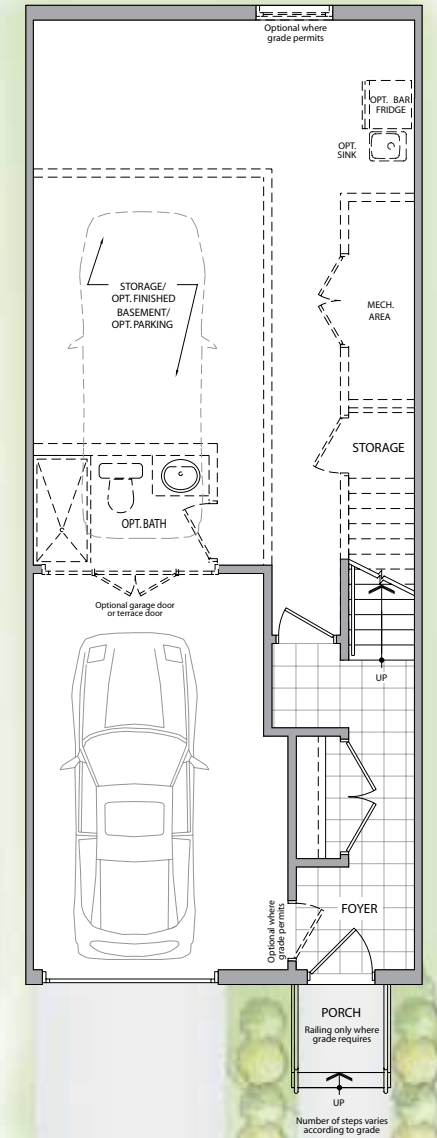 Optional where
grade permits
OPT. BAR
FRIDGE
OPT.
SINK
STORAGE/
OPT. FINISHED
BASEMENT/
OPT. PARKING
MECH.
AREA
STORAGE
OPT. BATH
Optional garage door
or terrace door
UP
Optional where
grade permits
FOYER
PORCH
Railing only where
grade requires
UP
Number of steps varies
according to grade